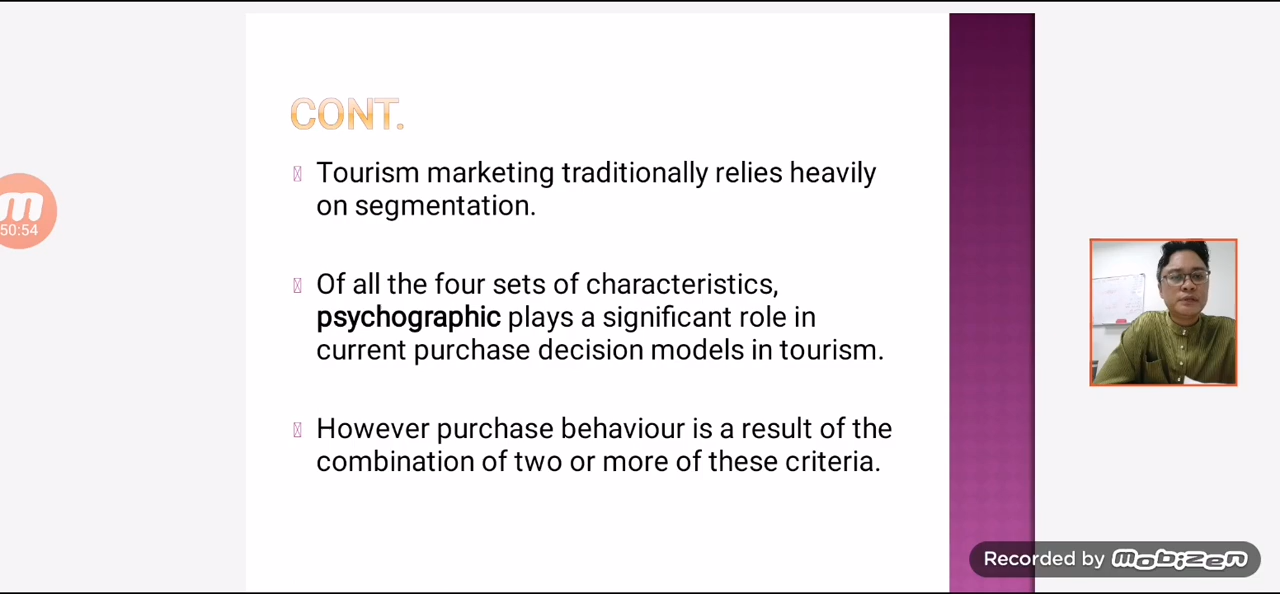 CONT.
Tourism marketing traditionally relies heavily
on segmentation.
50:54
Of all the four sets of characteristics,
psychographic plays a significant role in
current purchase decision models in tourism.
However purchase behaviour is a result of the
combination of two or more of these criteria.
Recorded by mobizen